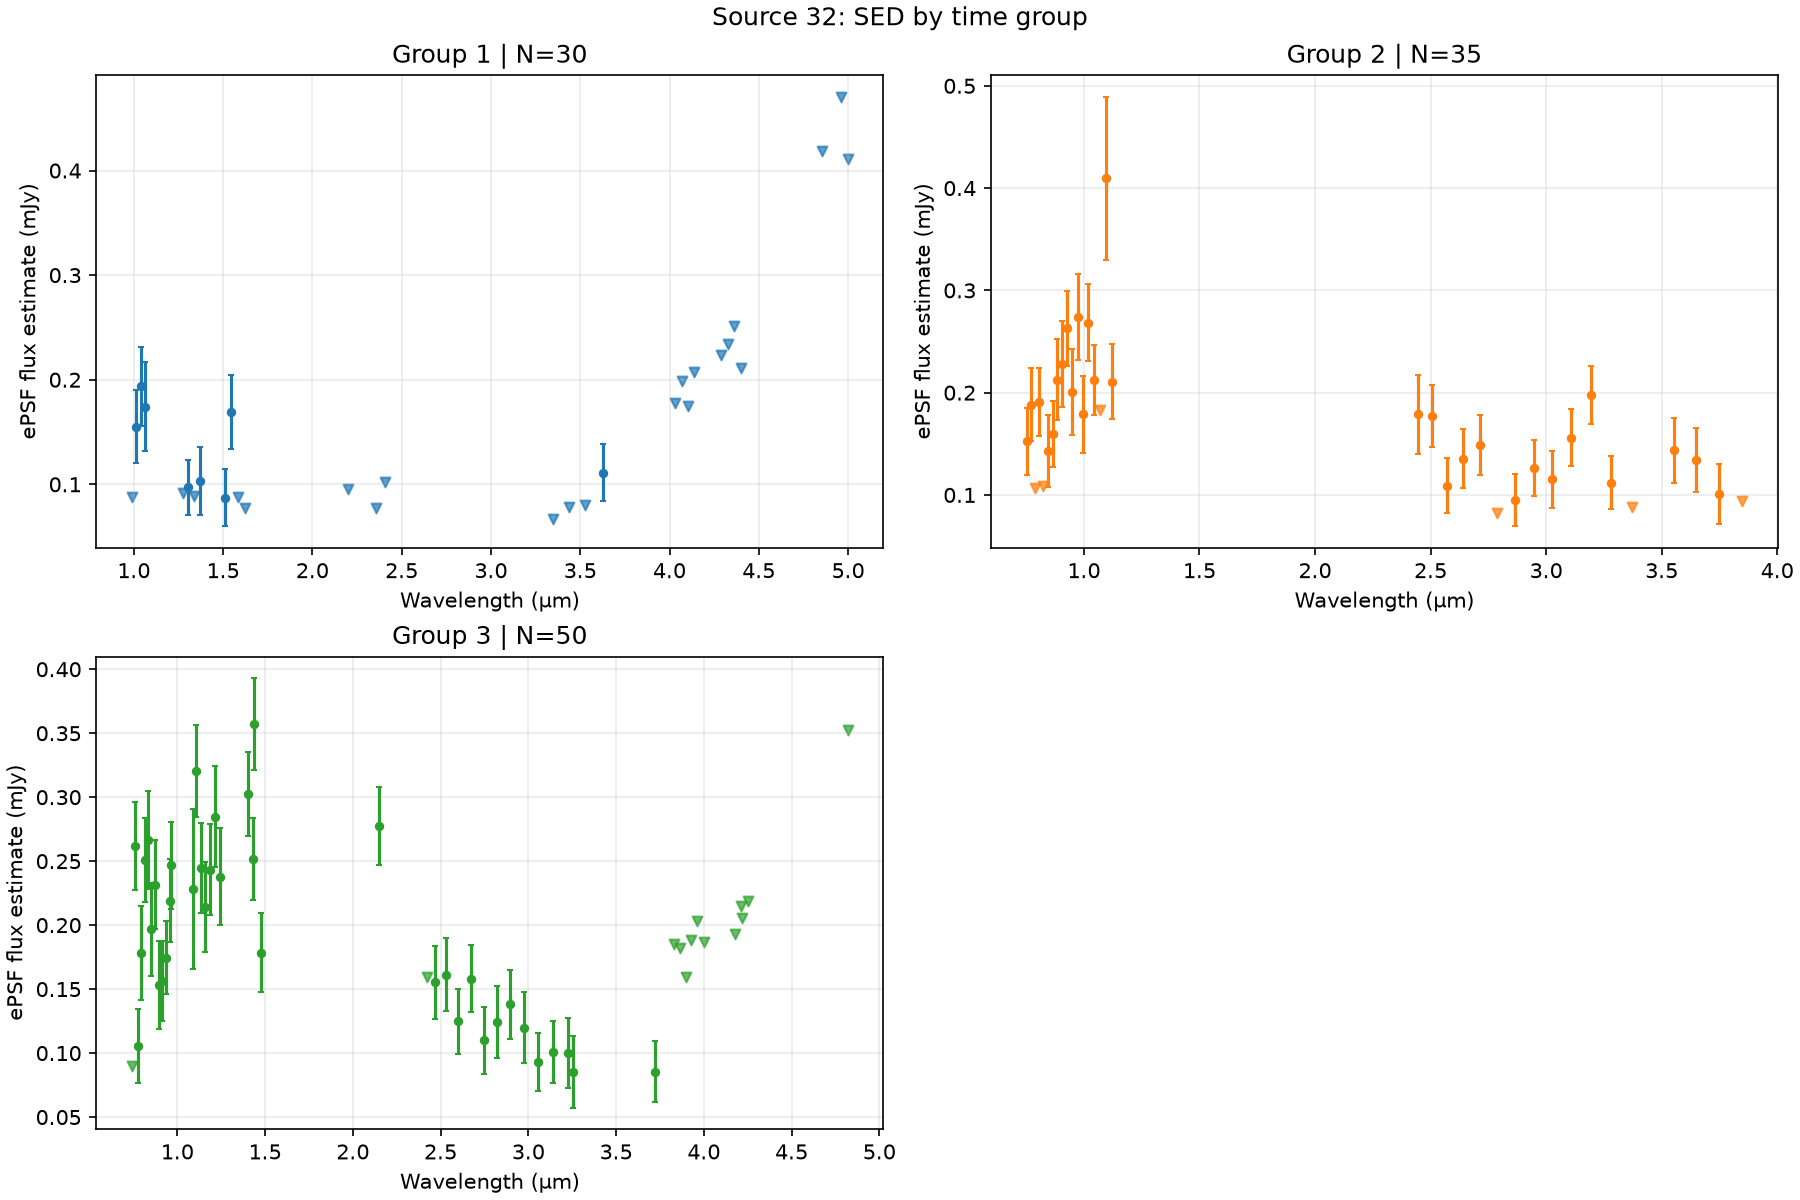 Source 32: SED by time group
Group 1 | N=30
ePSF flux estimate (mJy)
0.4
0.3
0.2
0.1
1.0 1.5 2.0 2.5 3.0 3.5 4.0 4.5 5.0
Wavelength (µm)
Group 2 | N=35
ePSF flux estimate (mJy)
0.5
0.4
0.3
0.2
0.1
1.0 1.5 2.0 2.5 3.0 3.5 4.0
Wavelength (µm)
Group 3 | N=50
ePSF flux estimate (mJy)
0.40
0.35
0.30
0.25
0.20
0.15
0.10
0.05
1.0 1.5 2.0 2.5 3.0 3.5 4.0 4.5 5.0
Wavelength (µm)